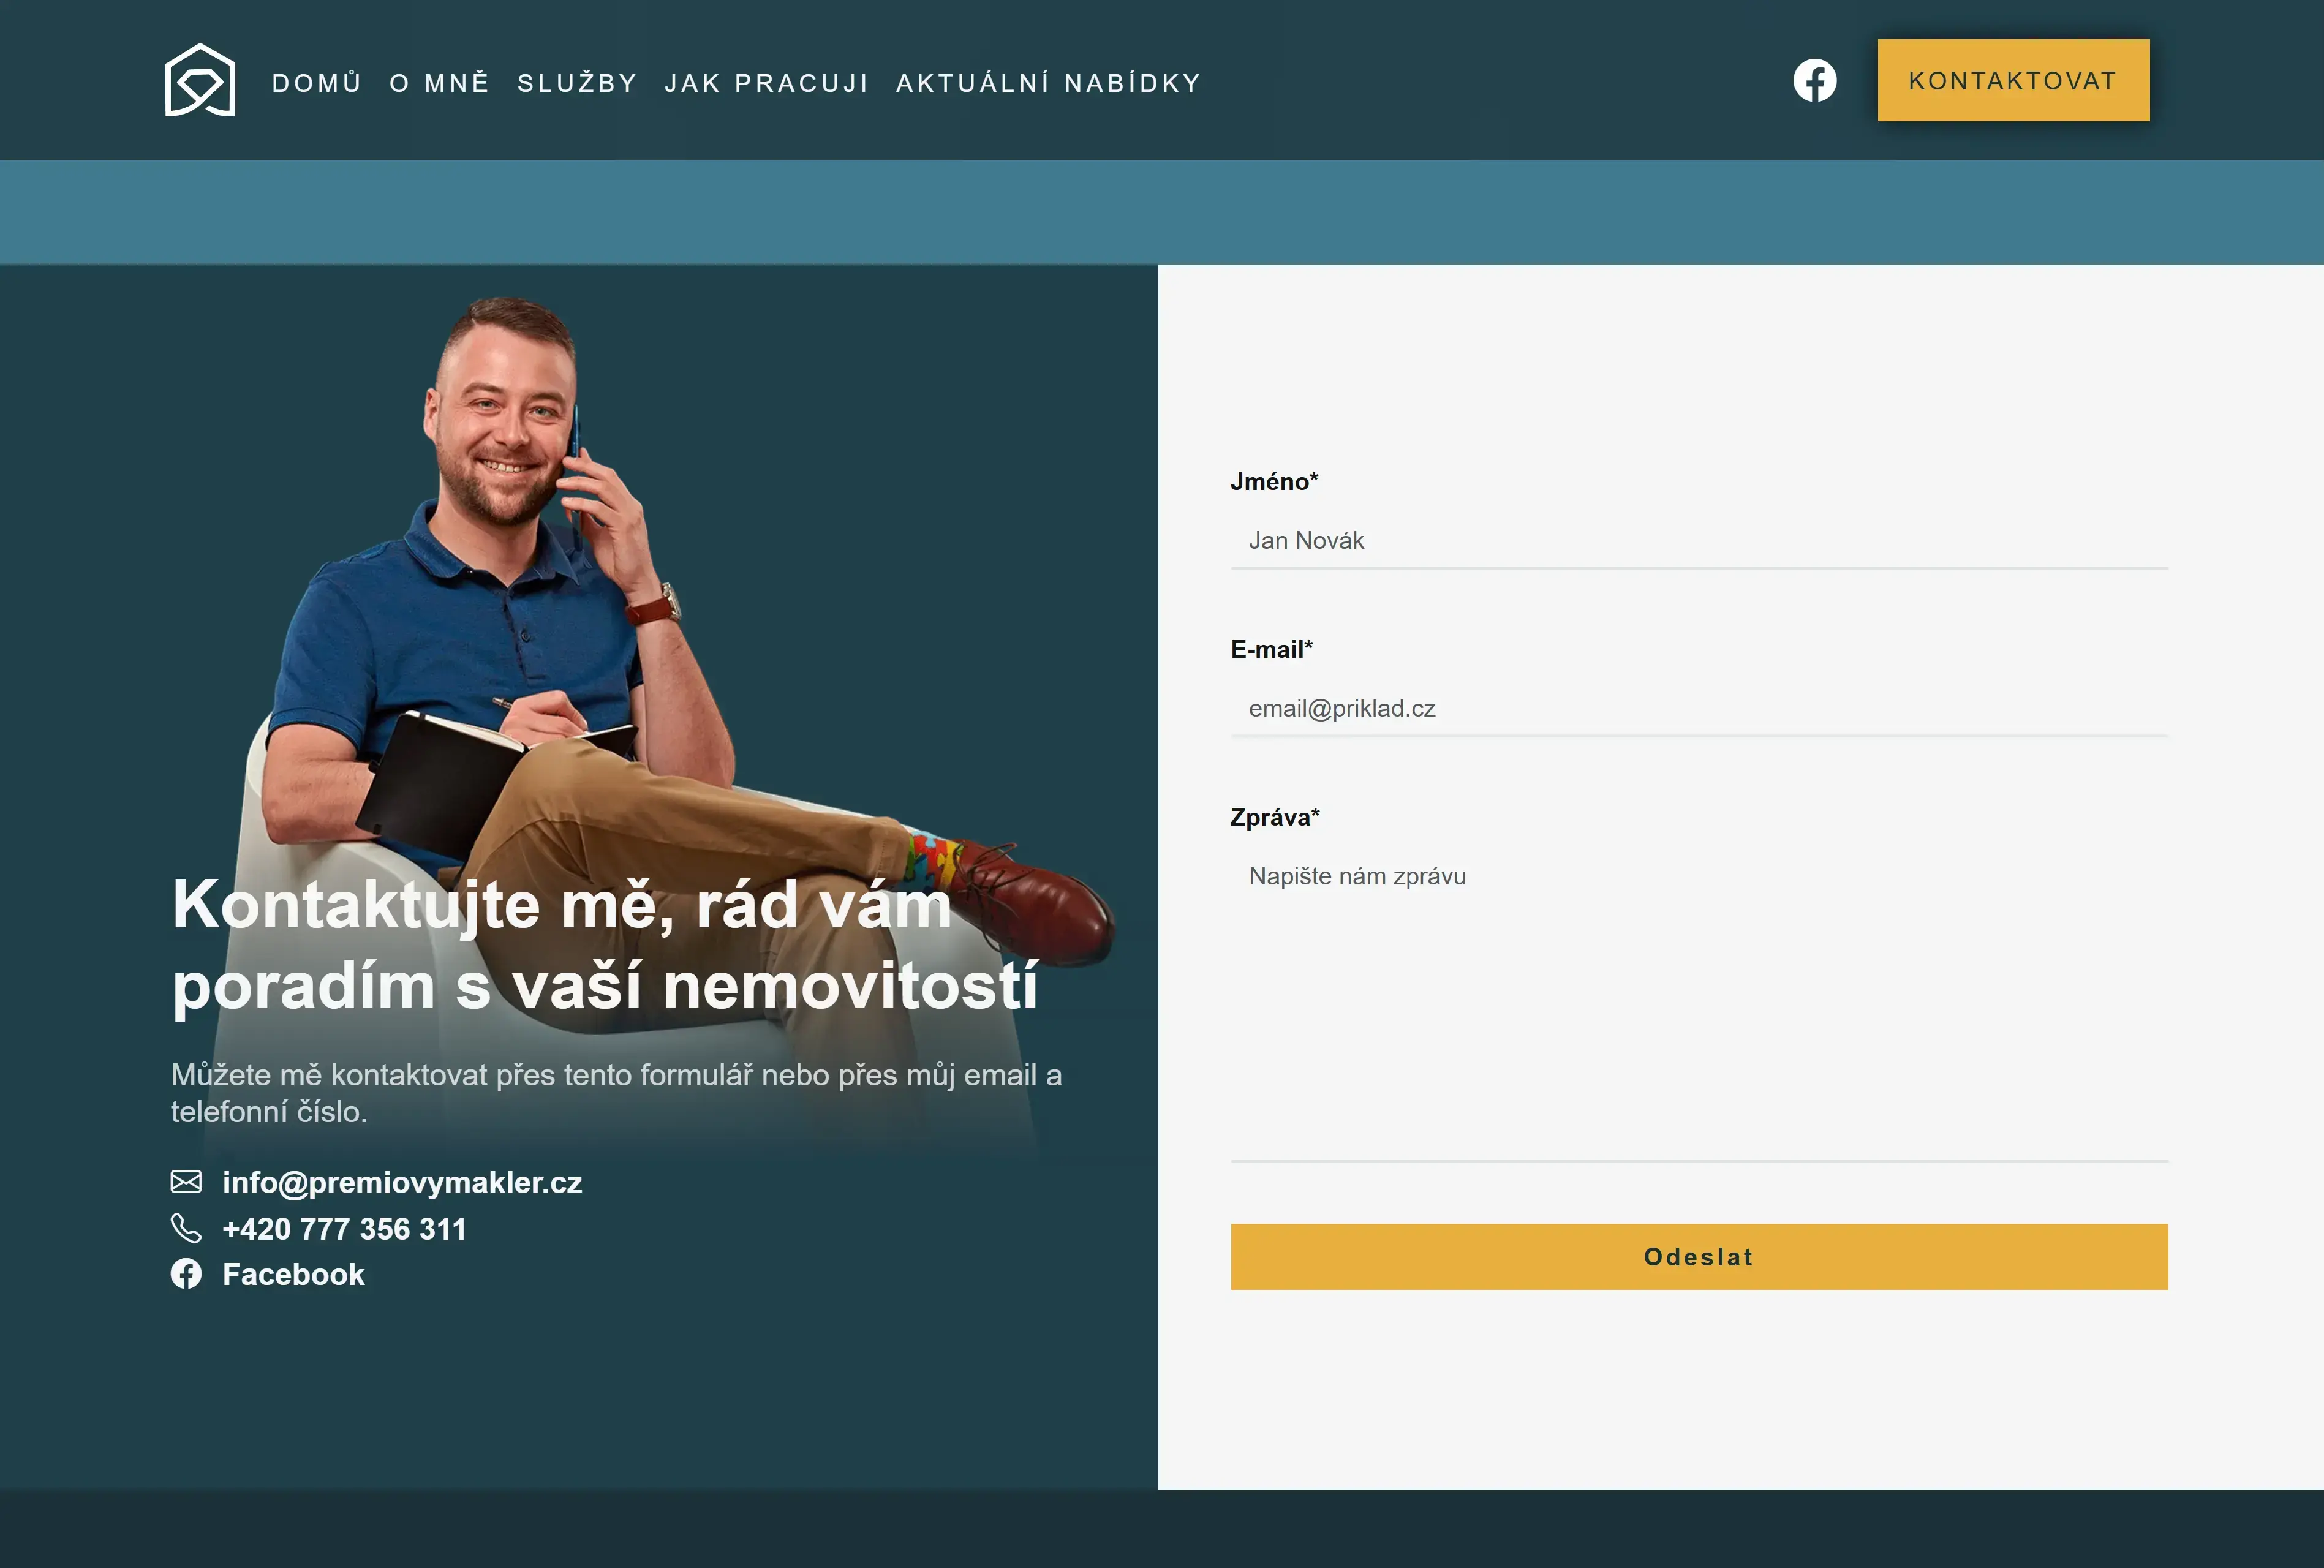 DOMŮ O MNĚ SLUŽBY JAK PRACUJI AKTUÁLNÍ NABÍDKY
KONTAKTOVAT
Kontaktujte mě, rád vám
poradím s vaší nemovitostí
Můžete mě kontaktovat přes tento formulář nebo přes můj email a
telefonní číslo.
info@premiovymakler.cz
+420 777 356 311
Facebook
Jméno*
Jan Novák
E-mail*
email@priklad.cz
Zpráva*
Napište nám zprávu
Odeslat